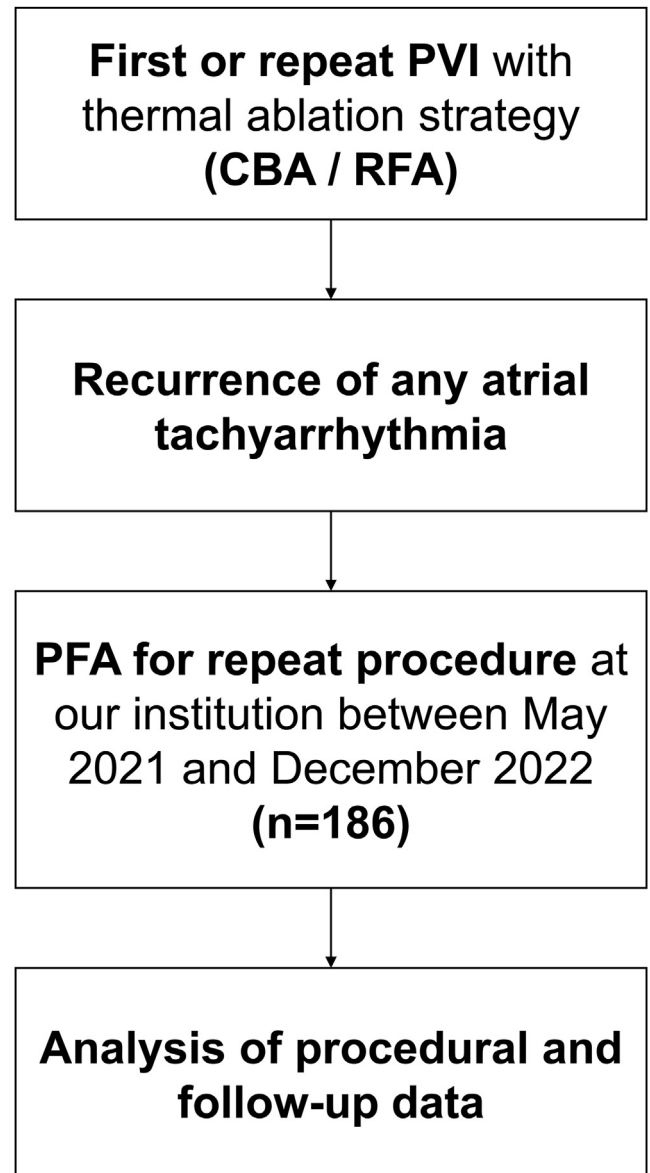 First or repeat PVI with
thermal ablation strategy
(CBA / RFA)
Recurrence of any atrial
tachyarrhythmia
PFA for repeat procedure at
our institution between May
2021 and December 2022
(n=186)
Analysis of procedural and
follow-up data